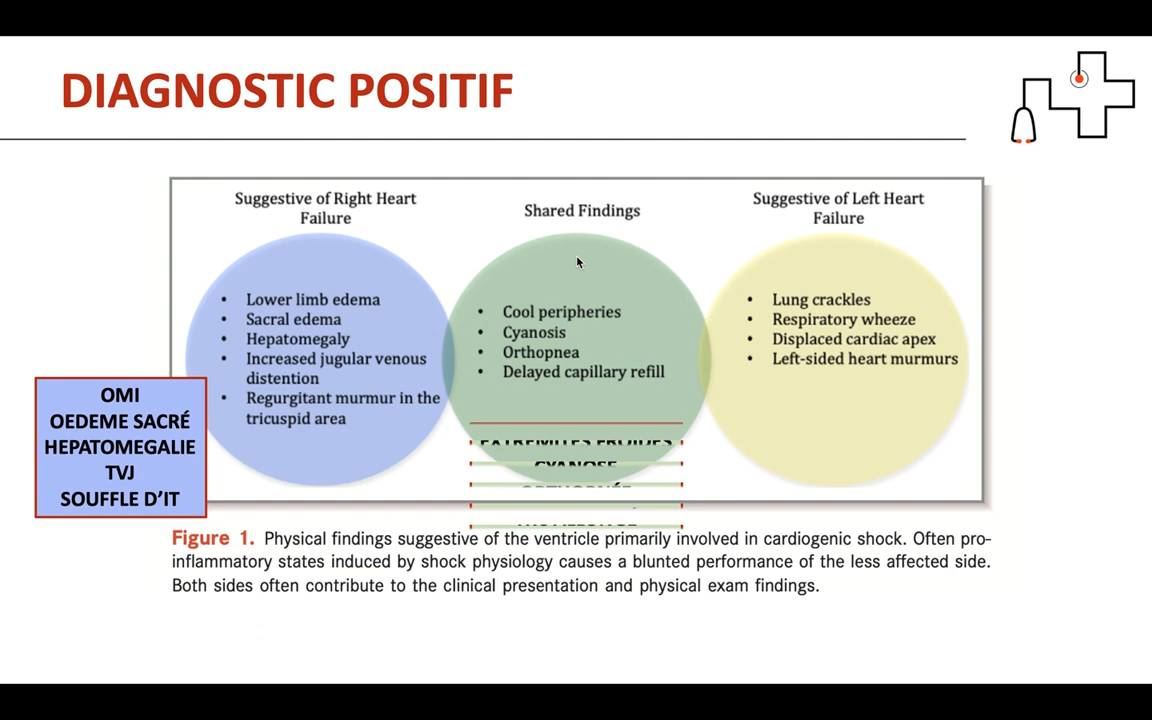 DIAGNOSTIC POSITIF
Suggestive of Right Heart
Failure
Shared Findings
Suggestive of Left Heart
Failure
• Lower limb edema
• Sacral edema
• Hepatomegaly
• Increased jugular venous
distention
• Regurgitant murmur in the
tricuspid area
• Cool peripheries
• Cyanosis
• Orthopnea
• Delayed capillary refill
• Lung crackles
• Respiratory wheeze
• Displaced cardiac apex
• Left-sided heart murmurs
OMI
OEDEME SACRÉ
HEPATOMEGALIE
TVJ
SOUFFLE D'IT
EXTREMITES FROIDES
CYANOSE
Figure 1. Physical findings suggestive of the ventricle primarily involved in cardiogenic shock. Often pro-
inflammatory states induced by shock physiology causes a blunted performance of the less affected side.
Both sides often contribute to the clinical presentation and physical exam findings.